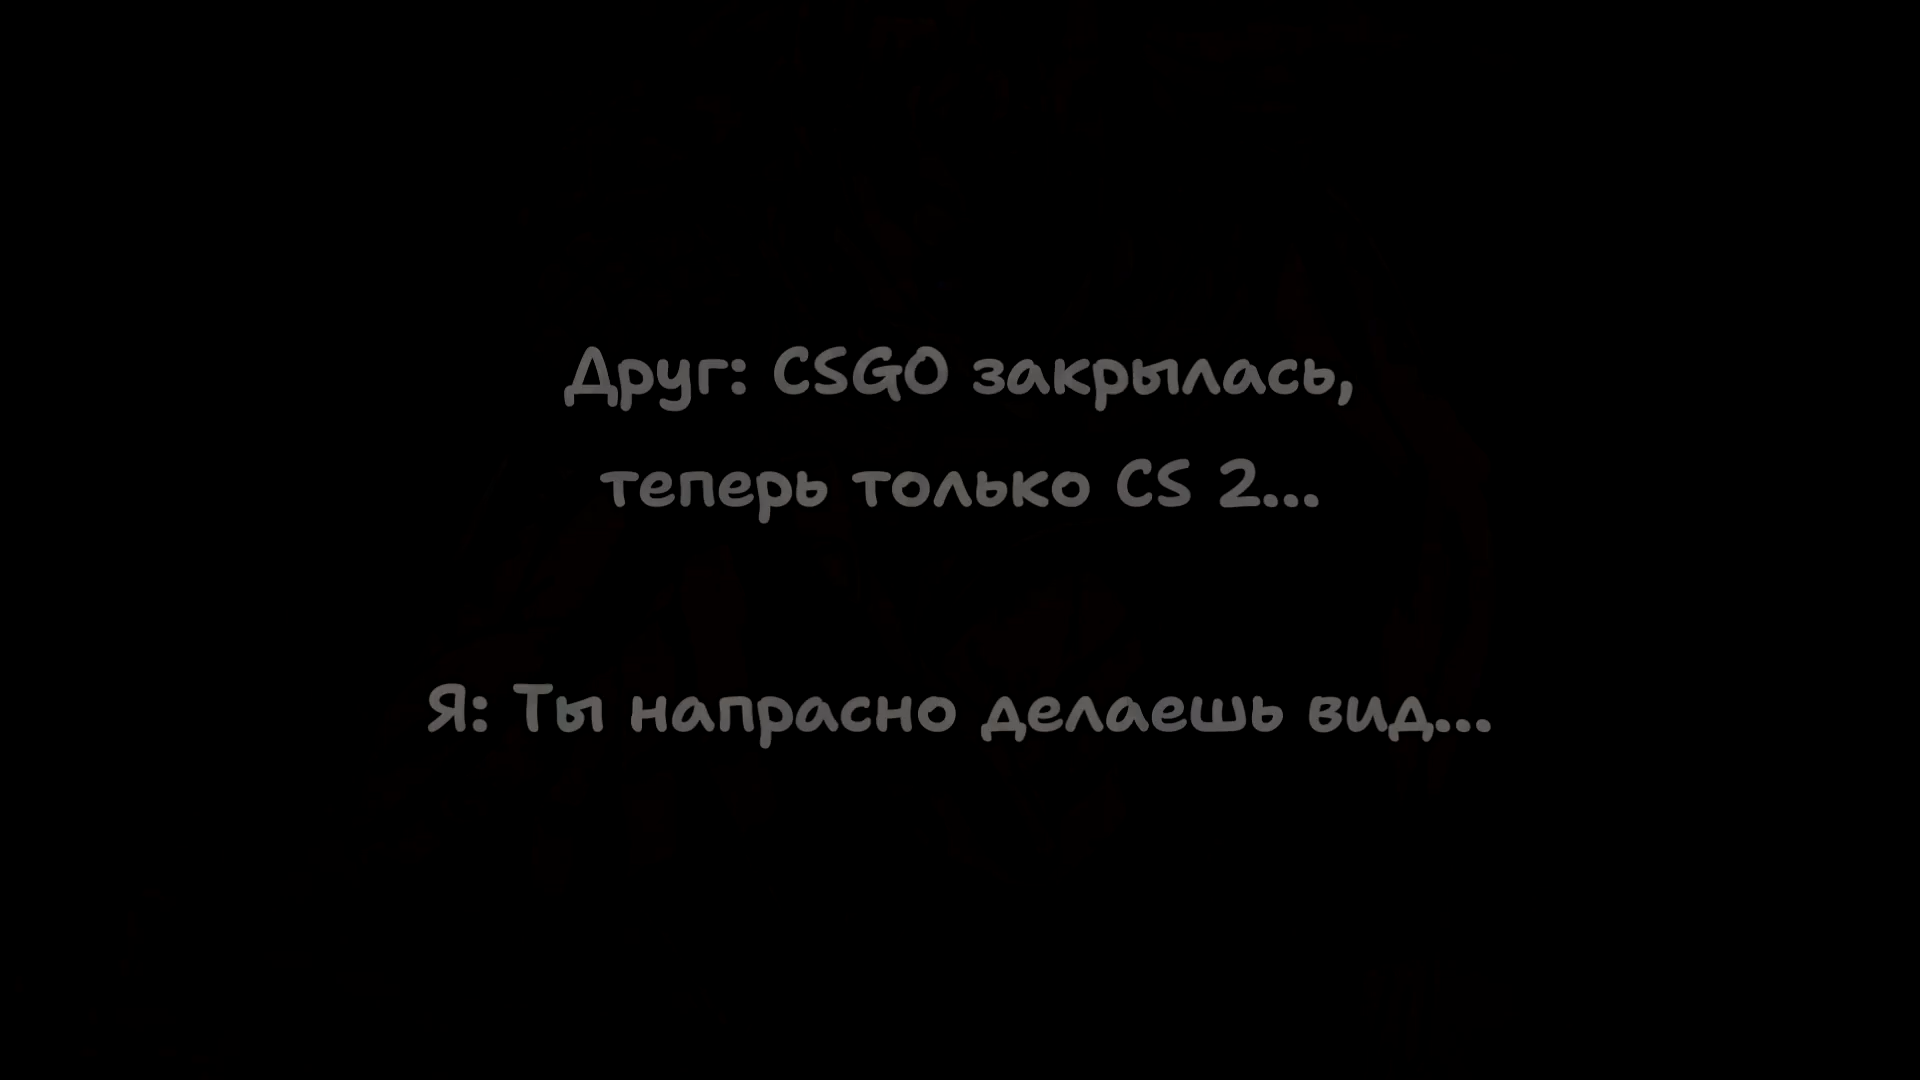 Друг: CSGO закрылась,
теперь только CS 2...
Я: Ты напрасно делаешь вид...